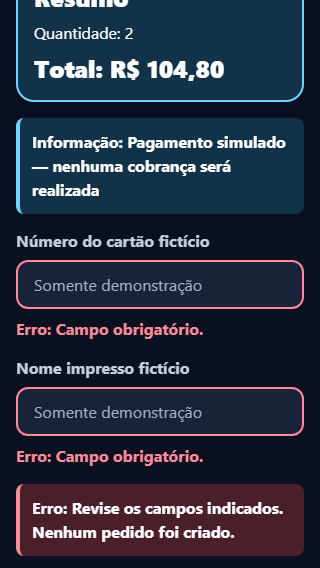 Resumo
Quantidade: 2
Total: R$ 104,80
Informação: Pagamento simulado
— nenhuma cobrança será
realizada
Número do cartão fictício
Somente demonstração
Erro: Campo obrigatório.
Nome impresso fictício
Somente demonstração
Erro: Campo obrigatório.
Erro: Revise os campos indicados.
Nenhum pedido foi criado.